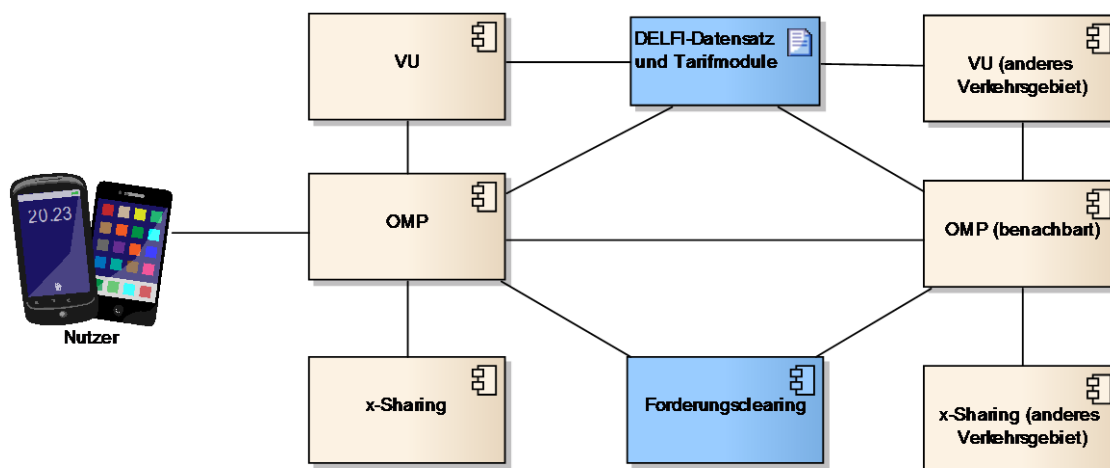 VU
DELFI-Datensatz
und Tarifmodule
VU (anderes
Verkehrsgebiet)
20.23
OMP
OMP (benachbart)
Nutzer
x-Sharing
Forderungsclearing
x-Sharing (anderes
Verkehrsgebiet)